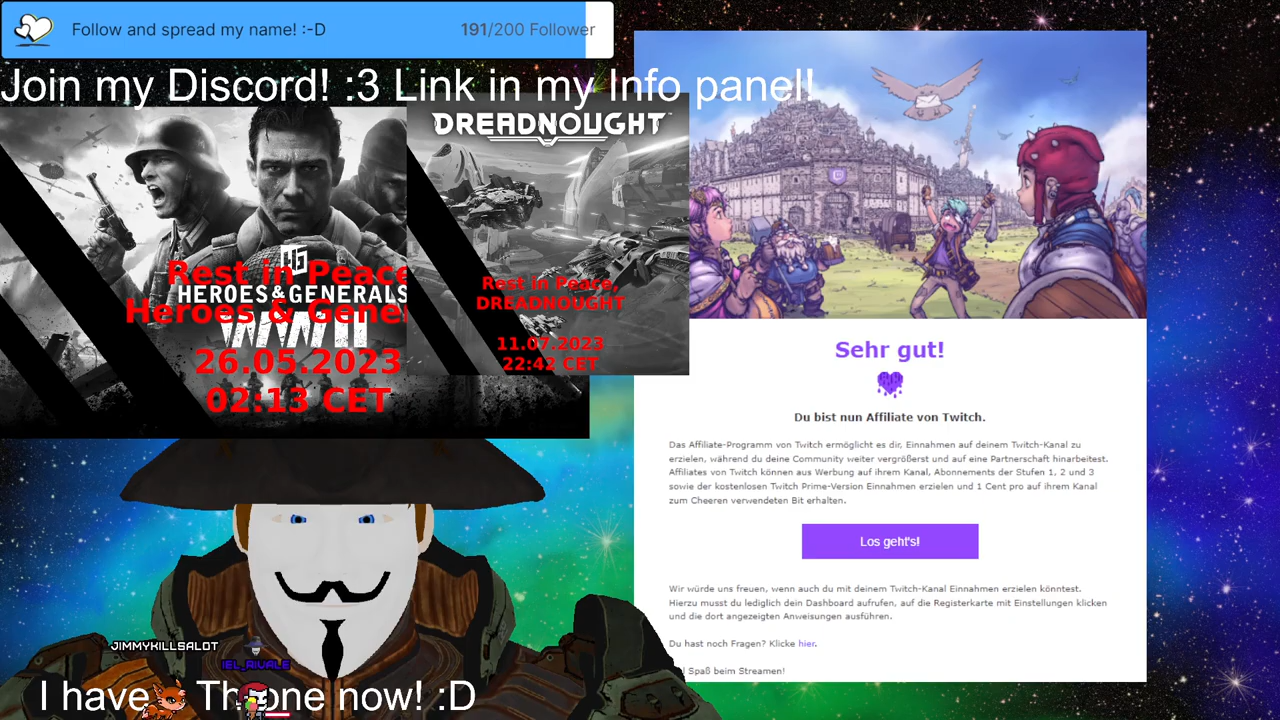 Follow and spread my name! :-D
191/200 Follower
Join my Discord! :3 Link in my Info panel!
DREADNOUGHT
HEROES & GENERALS
WWII
Rest in Peace
Heroes & Gene
26.05.2023
02:13 CET
Rest in Peace,
DREADNOUGHT
11.07.2023
22:42 CET
Sehr gut!
Du bist nun Affiliate von Twitch.
Das Affiliate-Programm von Twitch ermöglicht es dir, Einnahmen auf deinem Twitch-Kanal zu
erzielen, während du deine Community weiter vergrößerst und auf eine Partnerschaft hinarbeitest.
Affiliates von Twitch können aus Werbung auf ihrem Kanal, Abonnements der Stufen 1, 2 und 3
sowie der kostenlosen Twitch Prime-Version Einnahmen erzielen und 1 Cent pro auf ihrem Kanal
zum Cheeren verwendeten Bit erhalten.
Los geht's!
Wir würde uns freuen, wenn auch du mit deinem Twitch-Kanal Einnahmen erzielen könntest.
Hierzu musst du lediglich dein Dashboard aufrufen, auf die Registerkarte mit Einstellungen klicken
und die dort angezeigten Anweisungen ausführen.
Du hast noch Fragen? Klicke hier.
Spaß beim Streamen!
JIMMYKILLSALOT
IEL_RIVALE
I have Throne now! :D